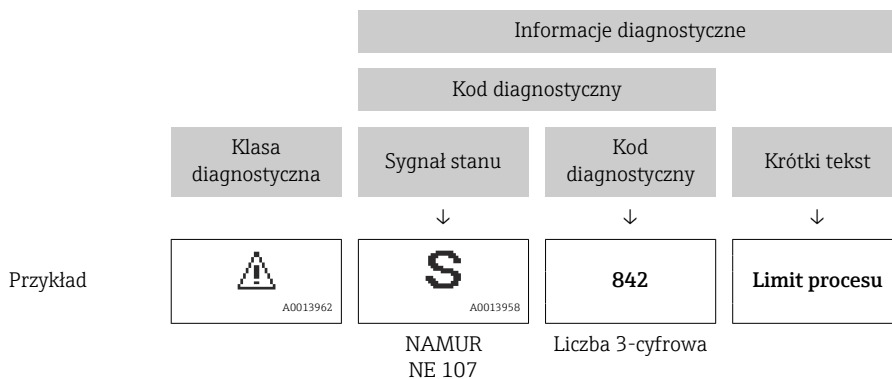 Informacje diagnostyczne
Kod diagnostyczny
Klasa
diagnostyczna
Sygnał stanu
Kod
diagnostyczny
Krótki tekst
↓ ↓ ↓
Przykład
⚠
A0013962
S
A0013958
842
Limit procesu
NAMUR
NE 107
Liczba 3-cyfrowa